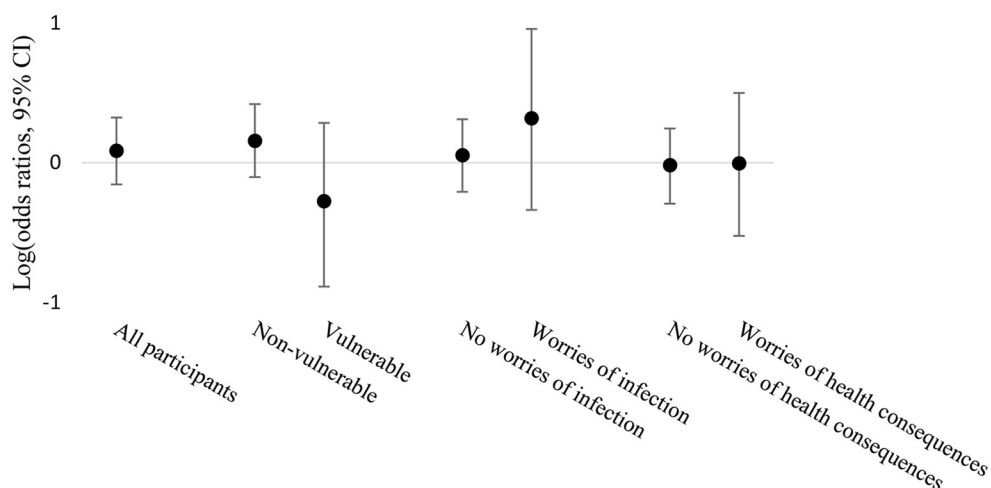 Log(odds ratios, 95% CI)
1
0
-1
All participants
Non-vulnerable
Vulnerable
No worries of infection
Worries of infection
No worries of health consequences
Worries of health consequences